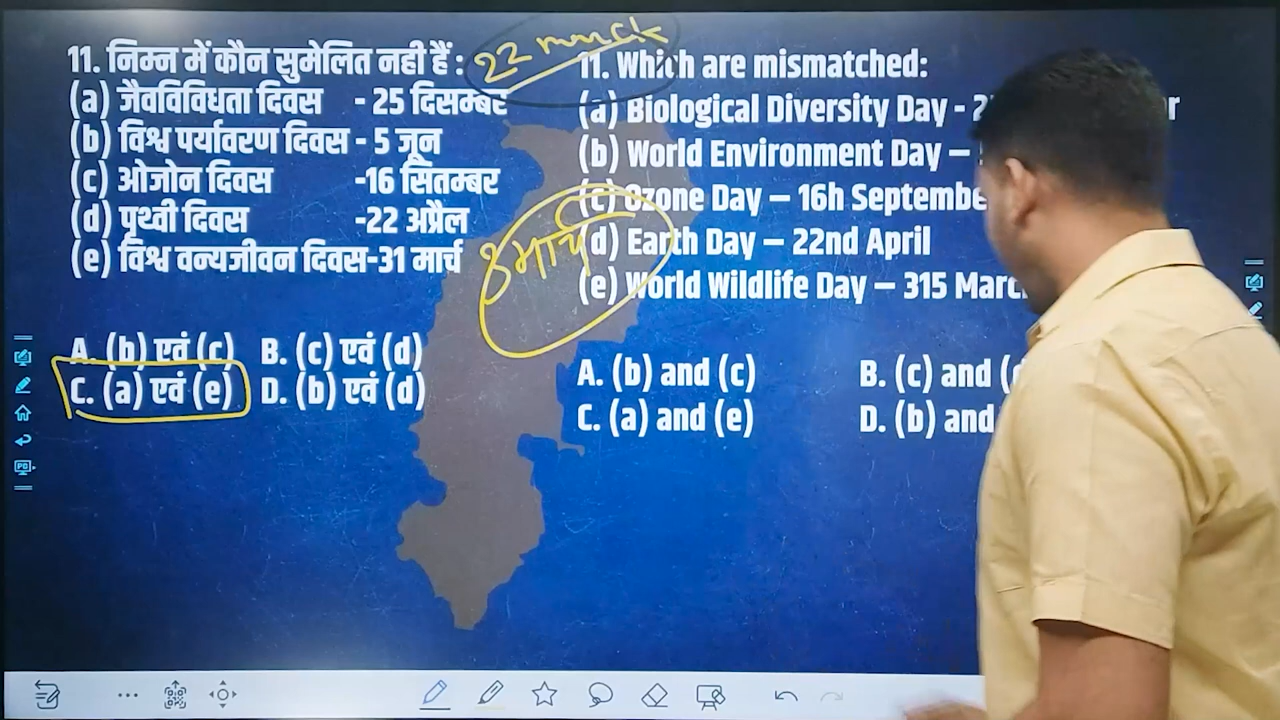 22 march
11. निम्न में कौन सुमेलित नही हैं :
(a) जैवविविधता दिवस - 25 दिसम्बर
(b) विश्व पर्यावरण दिवस - 5 जून
(c) ओजोन दिवस -16 सितम्बर
(d) पृथ्वी दिवस -22 अप्रैल
(e) विश्व वन्यजीवन दिवस-31 मार्च
A. (b) एवं (c) B. (c) एवं (d)
C. (a) एवं (e) D. (b) एवं (d)
11. Which are mismatched:
(a) Biological Diversity Day - 2
(b) World Environment Day –
(c) Ozone Day – 16h Septembe
(d) Earth Day – 22nd April
(e) World Wildlife Day – 315 Marc
मार्च
A. (b) and (c) B. (c) and
C. (a) and (e) D. (b) and